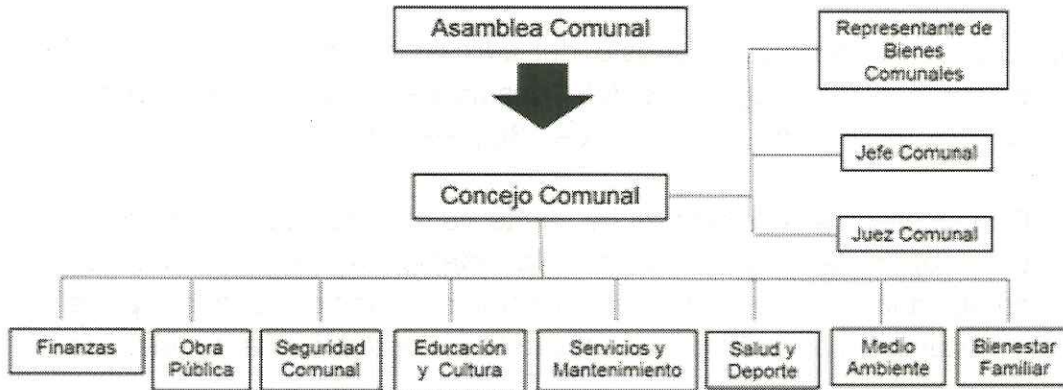 Asamblea Comunal
Representante de
Bienes
Comunales
Jefe Comunal
Concejo Comunal
Juez Comunal
Finanzas
Obra
Pública
Seguridad
Comunal
Educación
y Cultura
Servicios y
Mantenimiento
Salud y
Deporte
Medio
Ambiente
Bienestar
Familiar